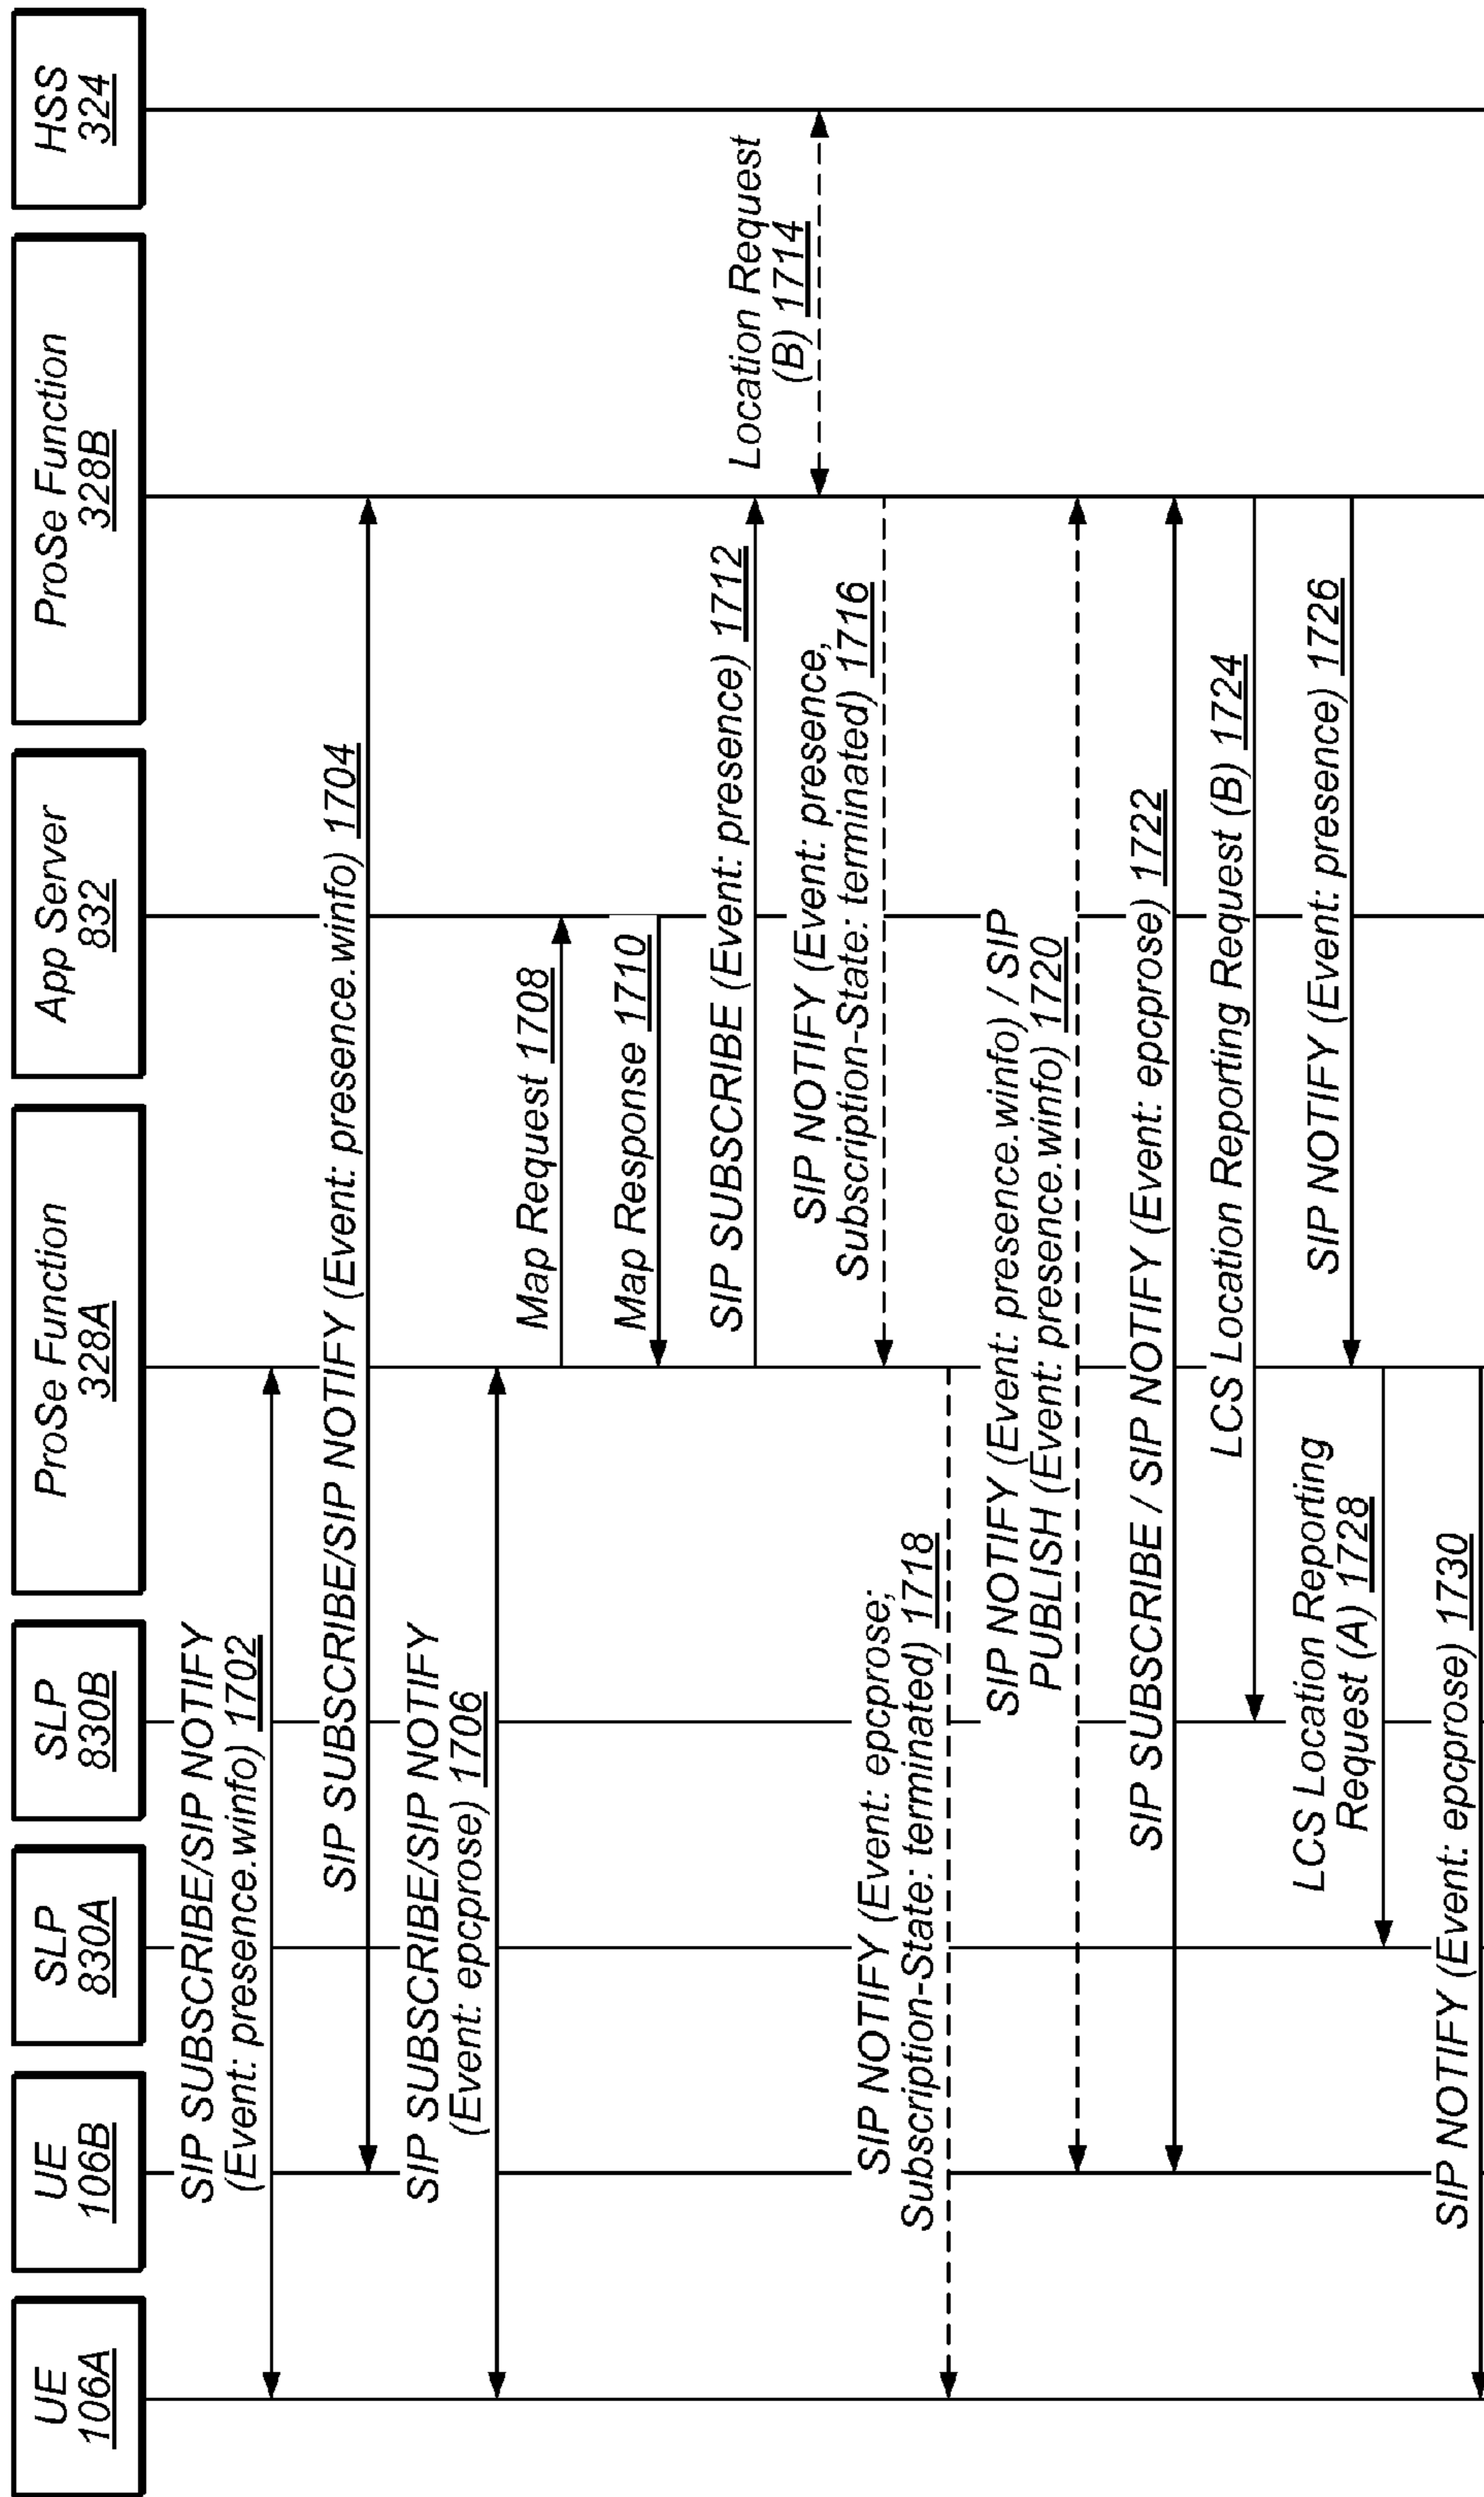 UE
106A
UE
106B
SLP
830A
SLP
830B
ProSe Function
328A
App Server
832
ProSe Function
328B
HSS
324
SIP SUBSCRIBE/SIP NOTIFY
(Event: presence.winfo) 1702
SIP SUBSCRIBE/SIP NOTIFY (Event: presence.winfo) 1704
SIP SUBSCRIBE/SIP NOTIFY
(Event: epcprose) 1706
Map Request 1708
Map Response 1710
SIP SUBSCRIBE (Event: presence) 1712
Location Request
(B) 1714
SIP NOTIFY (Event: presence,
Subscription-State: terminated) 1716
SIP NOTIFY (Event: epcprose;
Subscription-State: terminated) 1718
SIP NOTIFY (Event: presence.winfo) / SIP
PUBLISH (Event: presence.winfo) 1720
SIP SUBSCRIBE / SIP NOTIFY (Event: epcprose) 1722
LCS Location Reporting Request (B) 1724
SIP NOTIFY (Event: presence) 1726
LCS Location Reporting
Request (A) 1728
SIP NOTIFY (Event: epcprose) 1730